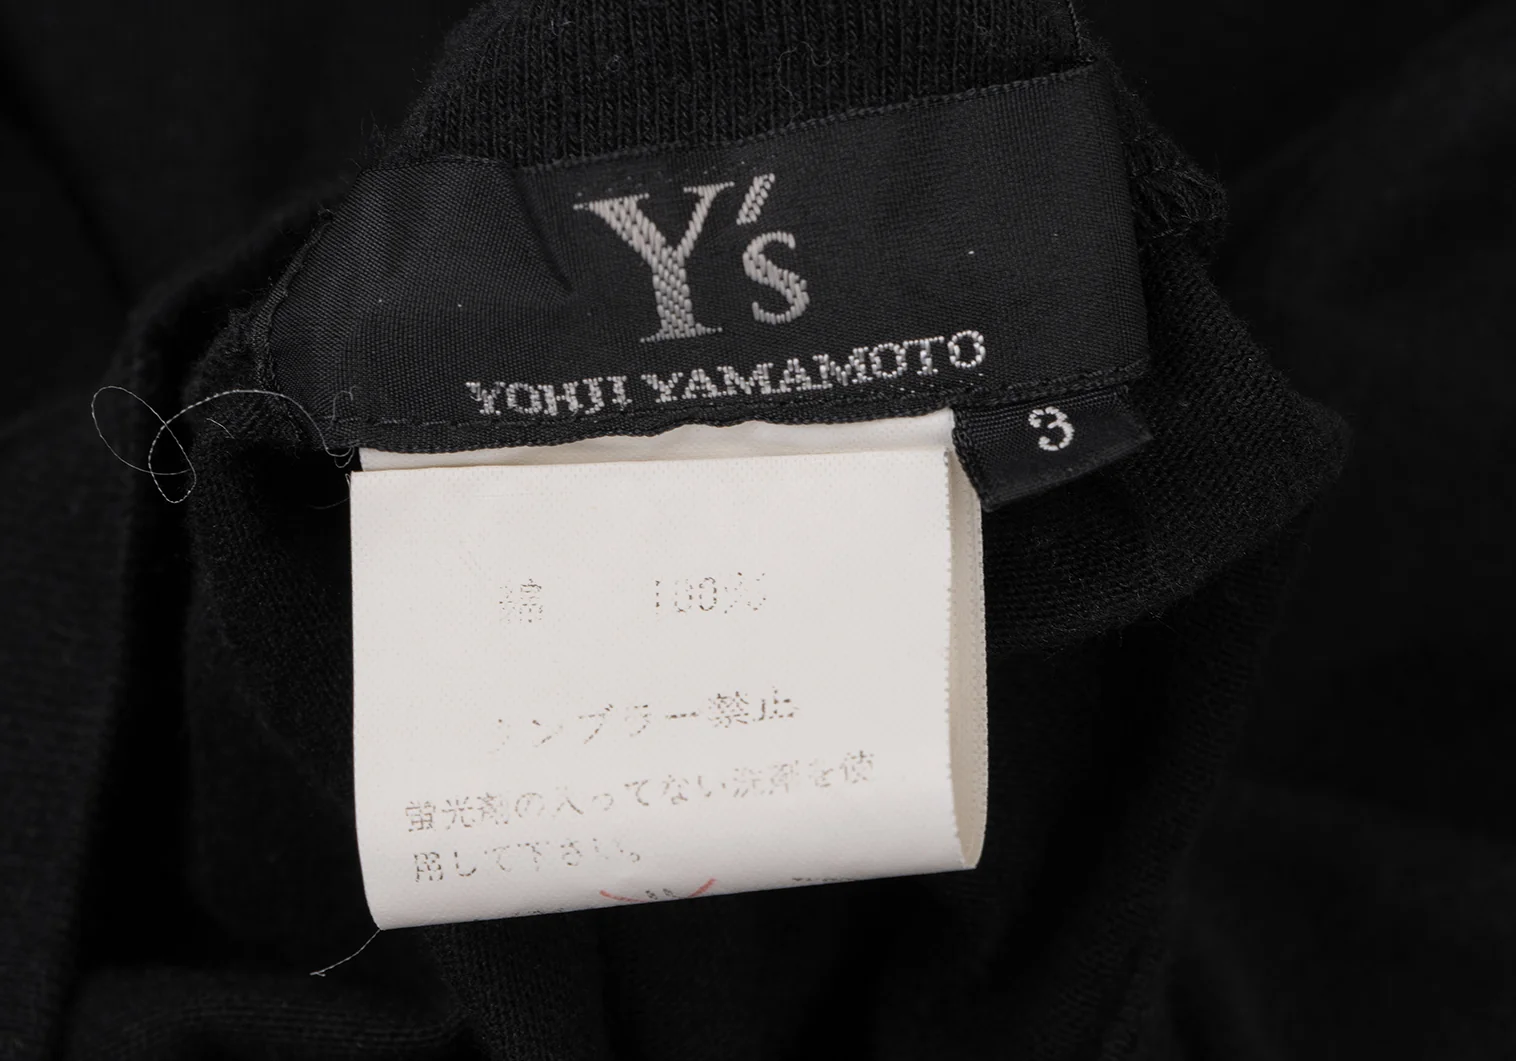 Y's
YOHJI YAMAMOTO
3
綿 100%
タンブラー禁止
蛍光剤の入ってない洗剤を使
用して下さい。